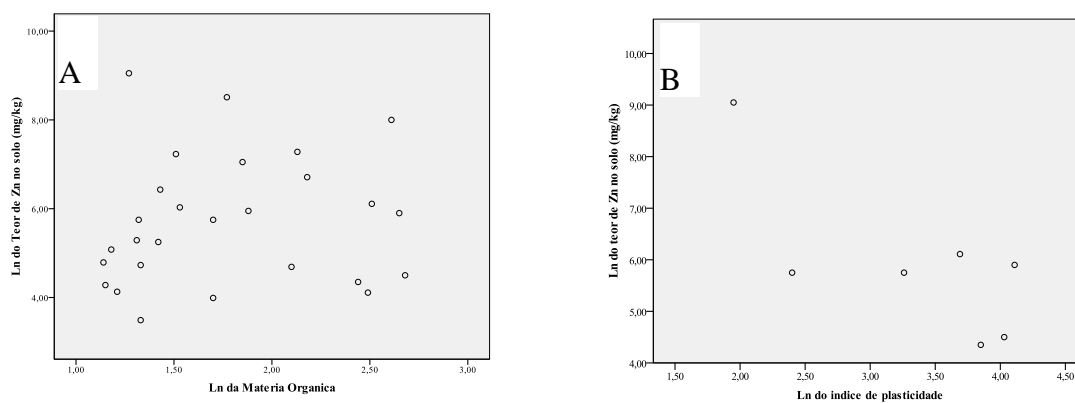 A
Ln do Teor de Zn no solo (mg/kg)
10,00
8,00
6,00
4,00
1,00 1,50 2,00 2,50 3,00
Ln da Materia Organica
B
Ln do teor de Zn no solo (mg/kg)
10,00
9,00
8,00
7,00
6,00
5,00
4,00
1,50 2,00 2,50 3,00 3,50 4,00 4,50
Ln do indice de plasticidade